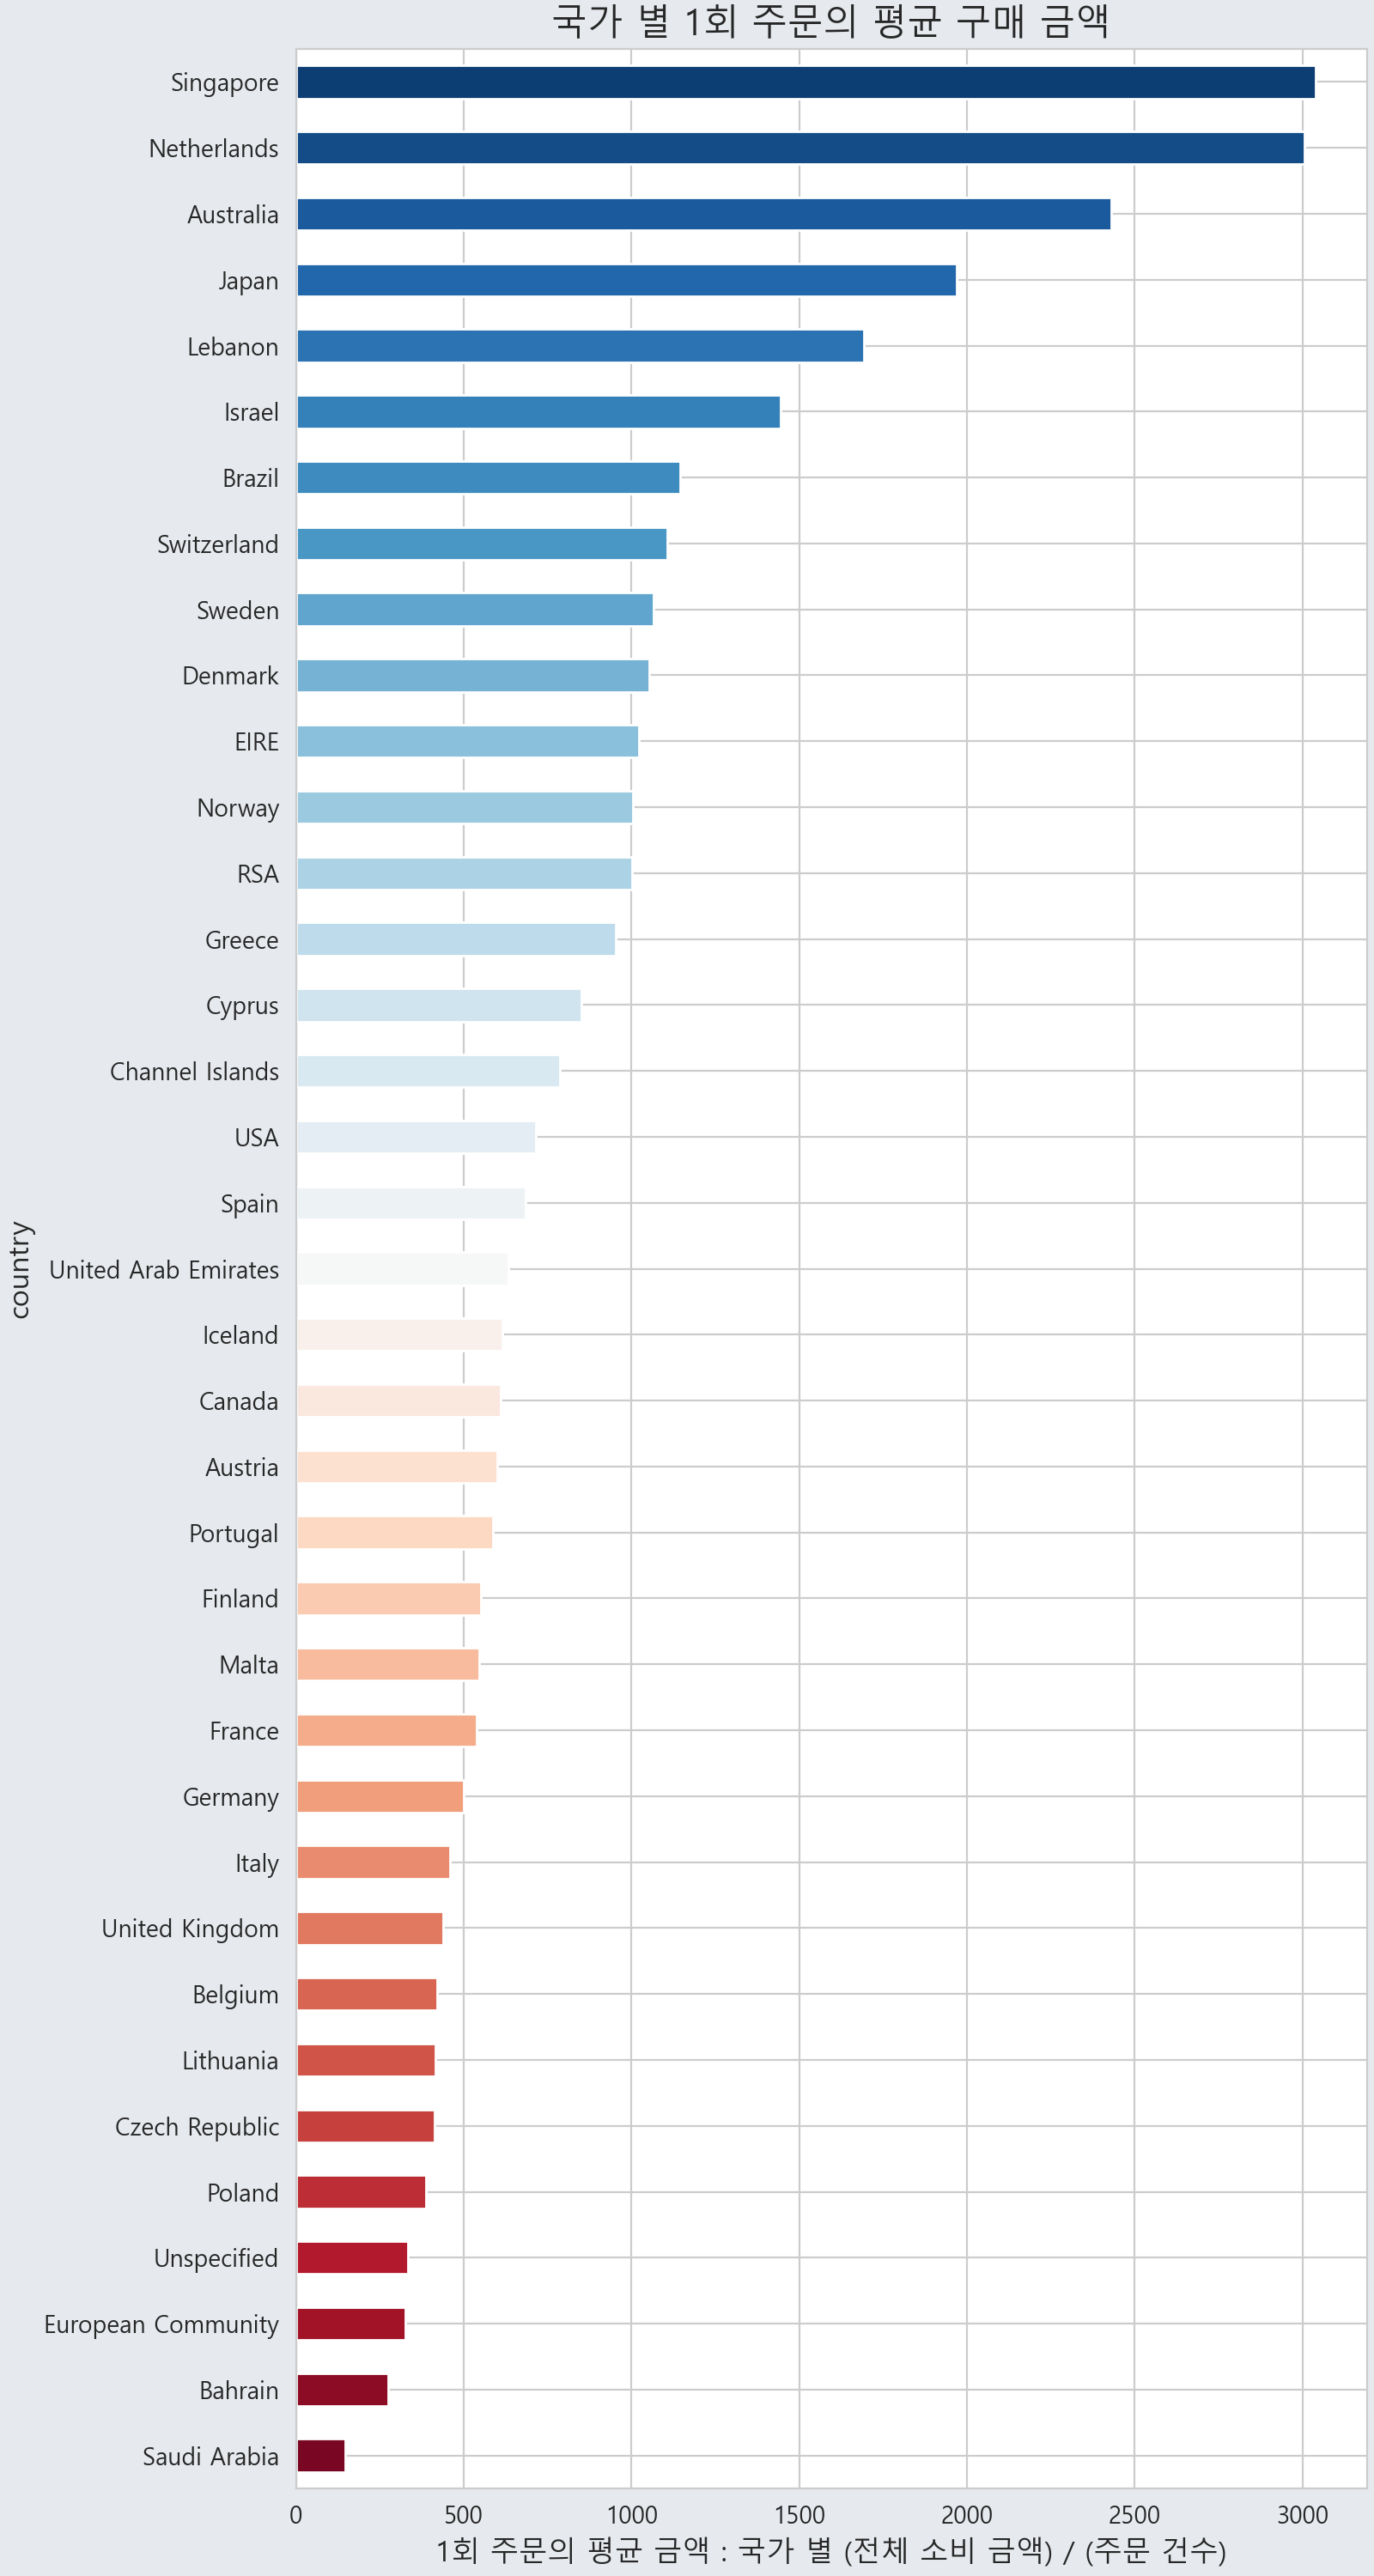 국가 별 1회 주문의 평균 구매 금액
Singapore
Netherlands
Australia
Japan
Lebanon
Israel
Brazil
Switzerland
Sweden
Denmark
EIRE
Norway
RSA
Greece
Cyprus
Channel Islands
USA
Spain
United Arab Emirates
Iceland
Canada
Austria
Portugal
Finland
Malta
France
Germany
Italy
United Kingdom
Belgium
Lithuania
Czech Republic
Poland
Unspecified
European Community
Bahrain
Saudi Arabia
country
0 500 1000 1500 2000 2500 3000
1회 주문의 평균 금액 : 국가 별 (전체 소비 금액) / (주문 건수)